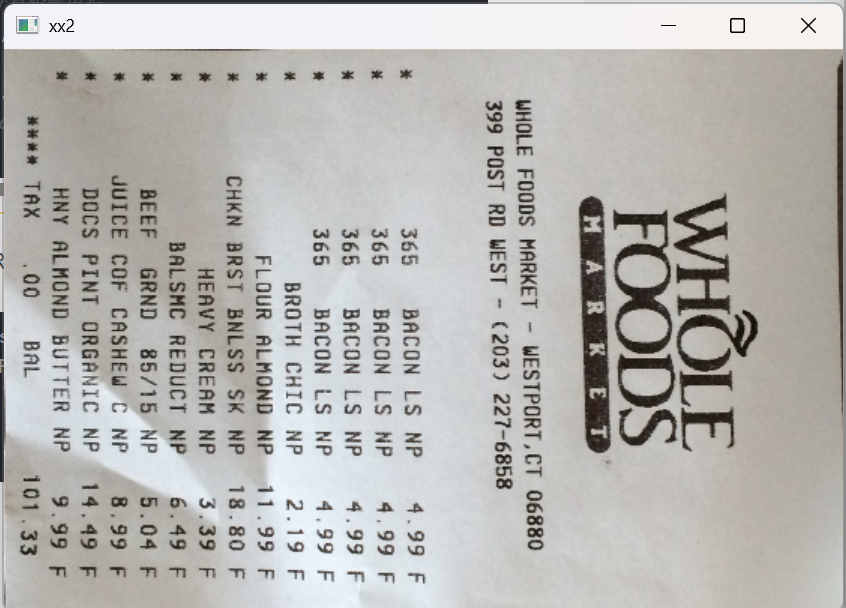 xx2
WHOLE
FOODS
MARKET
WHOLE FOODS MARKET - WESTPORT,CT 06880
399 POST RD WEST - (203) 227-6858
* 365 BACON LS NP 4.99 F
* 365 BACON LS NP 4.99 F
* 365 BACON LS NP 4.99 F
* 365 BACON LS NP 4.99 F
* BROTH CHIC NP 2.19 F
* FLOUR ALMOND NP 11.99 F
* CHKN BRST BNLSS SK NP 18.80 F
* HEAVY CREAM NP 3.39 F
* BALSMC REDUCT NP 6.49 F
* BEEF GRND 85/15 NP 5.04 F
* JUICE COF CASHEW C NP 8.99 F
* DOCS PINT ORGANIC NP 14.49 F
* HNY ALMOND BUTTER NP 9.99 F
**** TAX .00 BAL 101.33